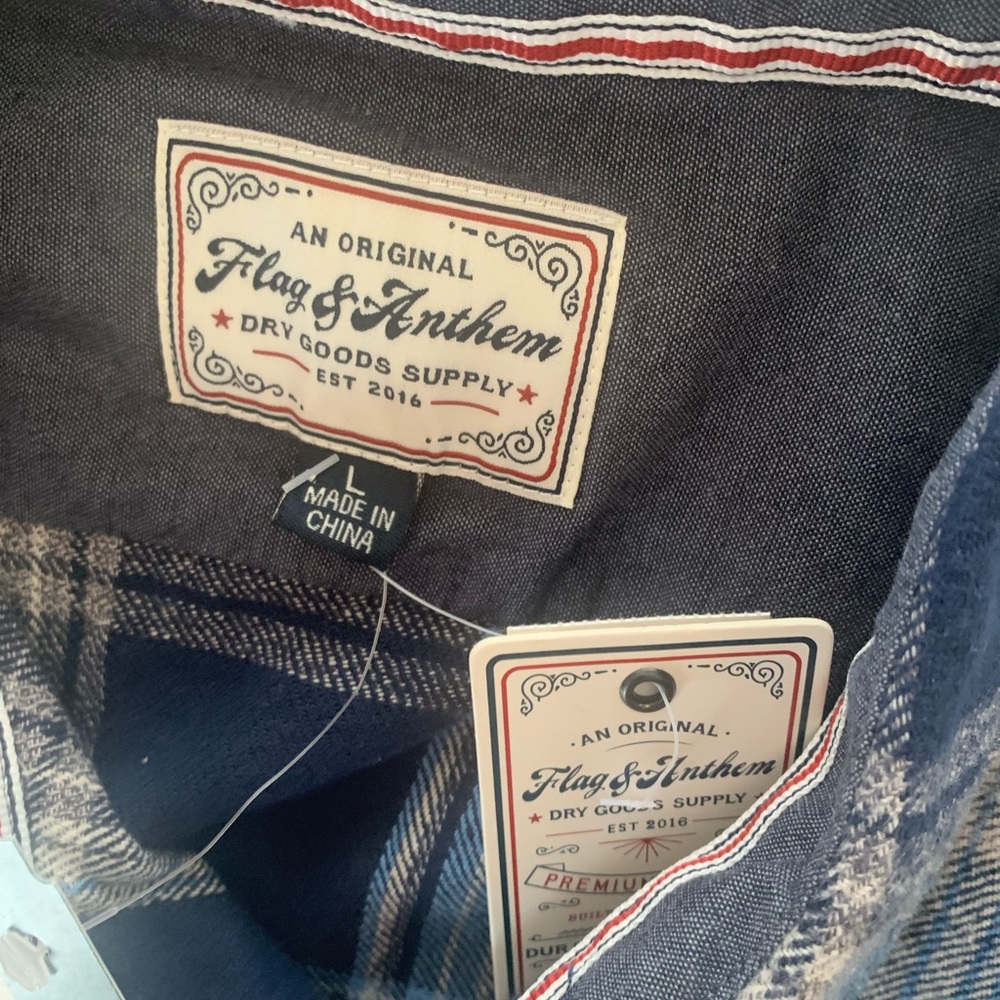 AN ORIGINAL
Flag & Anthem
DRY GOODS SUPPLY
EST 2016
L
MADE IN
CHINA
· AN ORIGINAL ·
Flag & Anthem
DRY GOODS SUPPLY
EST 2016
PREMIUM